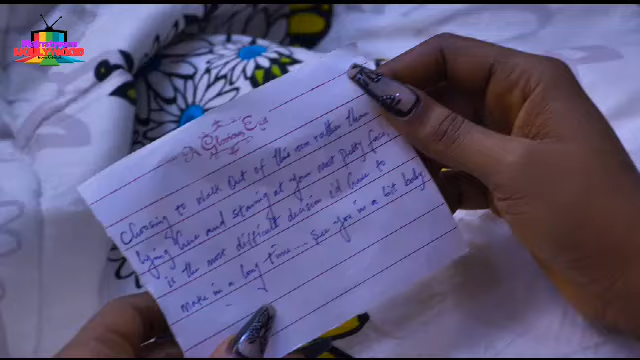 A Glorious Era
Choosing to walk Out of this room rather than
lying here and staring at your most pretty face,
is the most difficult decision i'd have to
make in a long time... see you in a bit baby